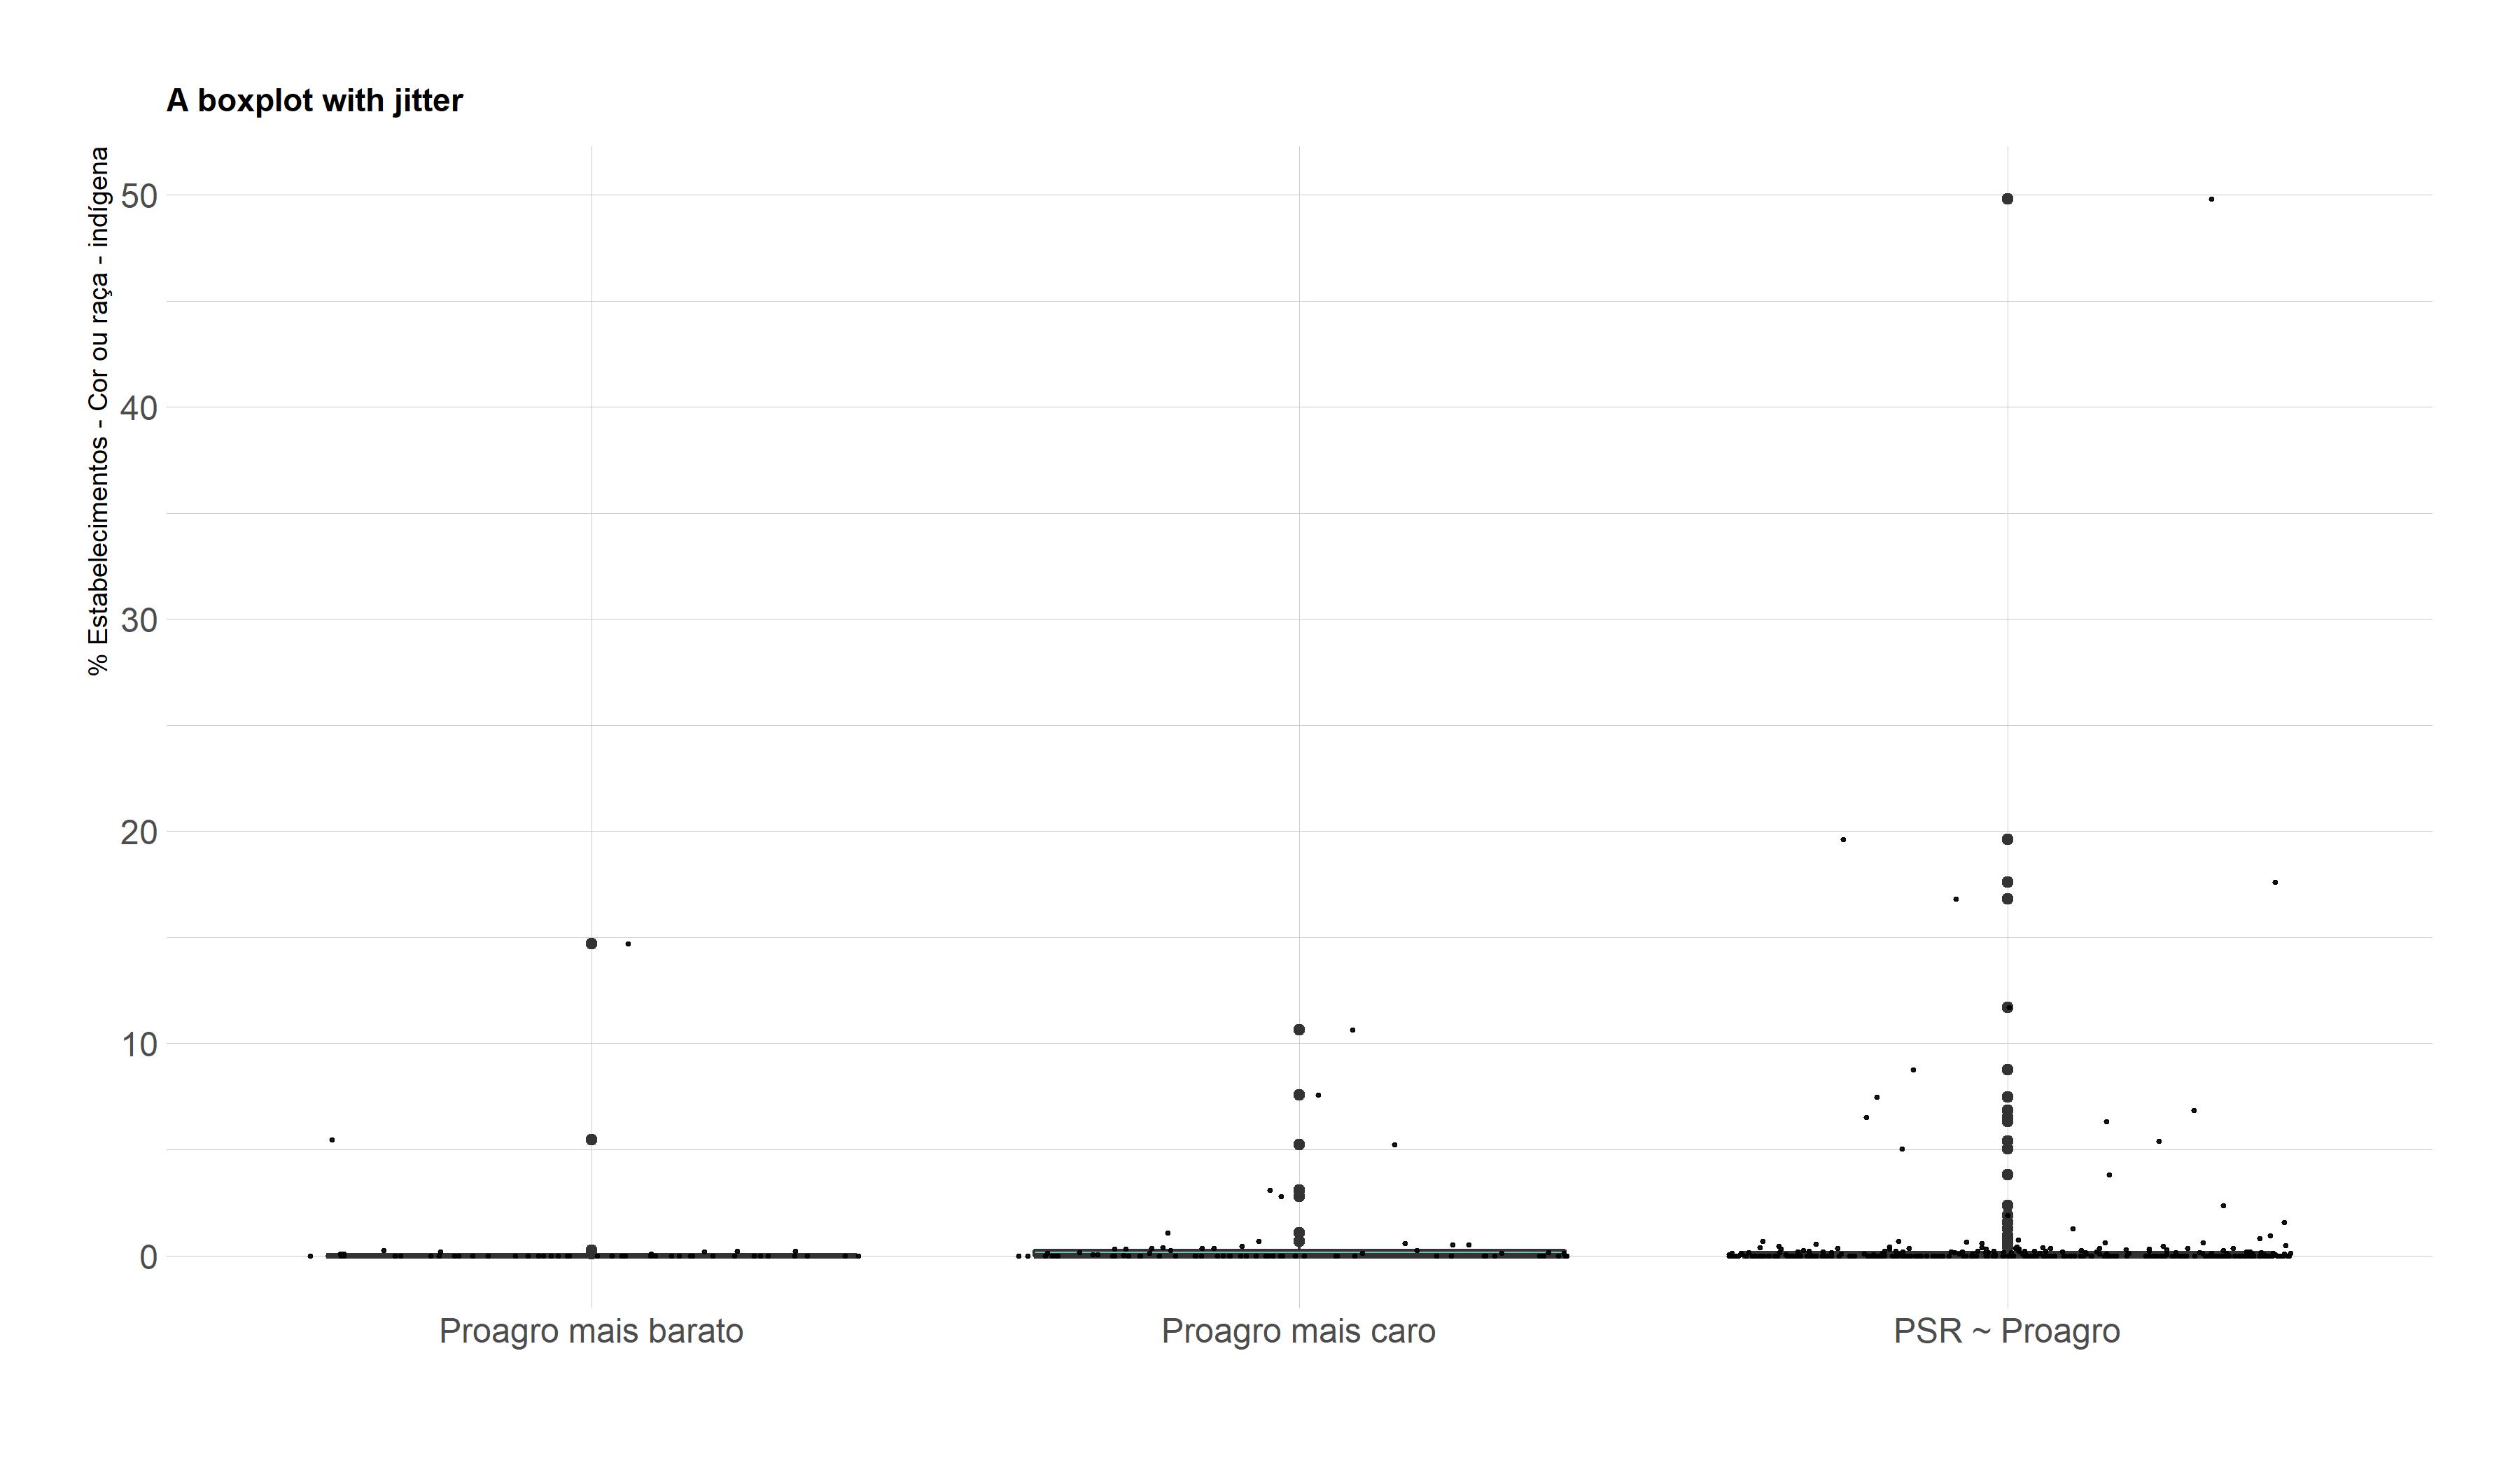 A boxplot with jitter
% Estabelecimentos - Cor ou raça - indígena
50
40
30
20
10
0
Proagro mais barato
Proagro mais caro
PSR ~ Proagro